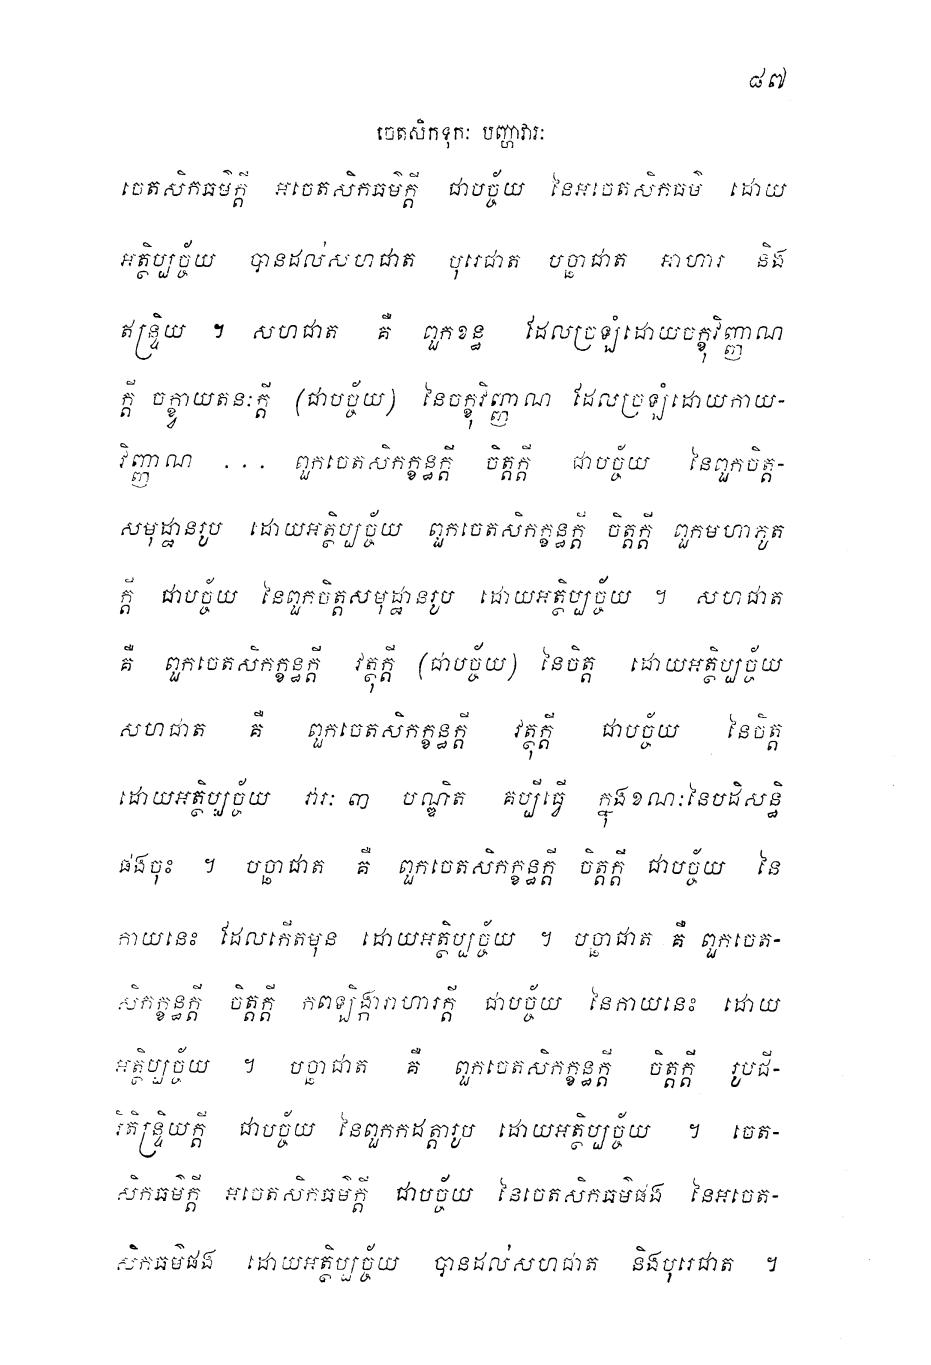 ៨៧
ចេតសិកទុកៈ បញ្ហាវារៈ
ចេតសិកធម៌ក្តី អចេតសិកធម៌ក្តី ជាបច្ច័យ នៃអចេតសិកធម៌ ដោយ
អត្ថិប្បច្ច័យ បានដល់សហជាត បុរេជាត បច្ឆាជាត អាហារ និង
ឥន្ទ្រិយ ។ សហជាត គឺ ពួកខន្ធ ដែលច្រឡំដោយចក្ខុវិញ្ញាណ
ក្តី ចក្ខ្វាយតនៈក្តី (ជាបច្ច័យ) នៃចក្ខុវិញ្ញាណ ដែលច្រឡំដោយកាយ-
វិញ្ញាណ ... ពួកចេតសិកក្ខន្ធក្តី ចិត្តក្តី ជាបច្ច័យ នៃពួកចិត្ត-
សមុដ្ឋានរូប ដោយអត្ថិប្បច្ច័យ ពួកចេតសិកក្ខន្ធក្តី ចិត្តក្តី ពួកមហាភូត
ក្តី ជាបច្ច័យ នៃពួកចិត្តសមុដ្ឋានរូប ដោយអត្ថិប្បច្ច័យ ។ សហជាត
គឺ ពួកចេតសិកក្ខន្ធក្តី វត្ថុក្តី (ជាបច្ច័យ) នៃចិត្ត ដោយអត្ថិប្បច្ច័យ
សហជាត គឺ ពួកចេតសិកក្ខន្ធក្តី វត្ថុក្តី ជាបច្ច័យ នៃចិត្ត
ដោយអត្ថិប្បច្ច័យ វារៈ ៣ បណ្ឌិត គប្បីធ្វើ ក្នុងខណៈនៃបដិសន្ធិ
ផងចុះ ។ បច្ឆាជាត គឺ ពួកចេតសិកក្ខន្ធក្តី ចិត្តក្តី ជាបច្ច័យ នៃ
កាយនេះ ដែលកើតមុន ដោយអត្ថិប្បច្ច័យ ។ បច្ឆាជាត គឺ ពួកចេត-
សិកក្ខន្ធក្តី ចិត្តក្តី កពឡិង្ការាហារក្តី ជាបច្ច័យ នៃកាយនេះ ដោយ
អត្ថិប្បច្ច័យ ។ បច្ឆាជាត គឺ ពួកចេតសិកក្ខន្ធក្តី ចិត្តក្តី រូបជី-
វិតិន្ទ្រិយក្តី ជាបច្ច័យ នៃពួកកដត្តារូប ដោយអត្ថិប្បច្ច័យ ។ ចេត-
សិកធម៌ក្តី អចេតសិកធម៌ក្តី ជាបច្ច័យ នៃចេតសិកធម៌ផង នៃអចេត-
សិកធម៌ផង ដោយអត្ថិប្បច្ច័យ បានដល់សហជាត និងបុរេជាត ។